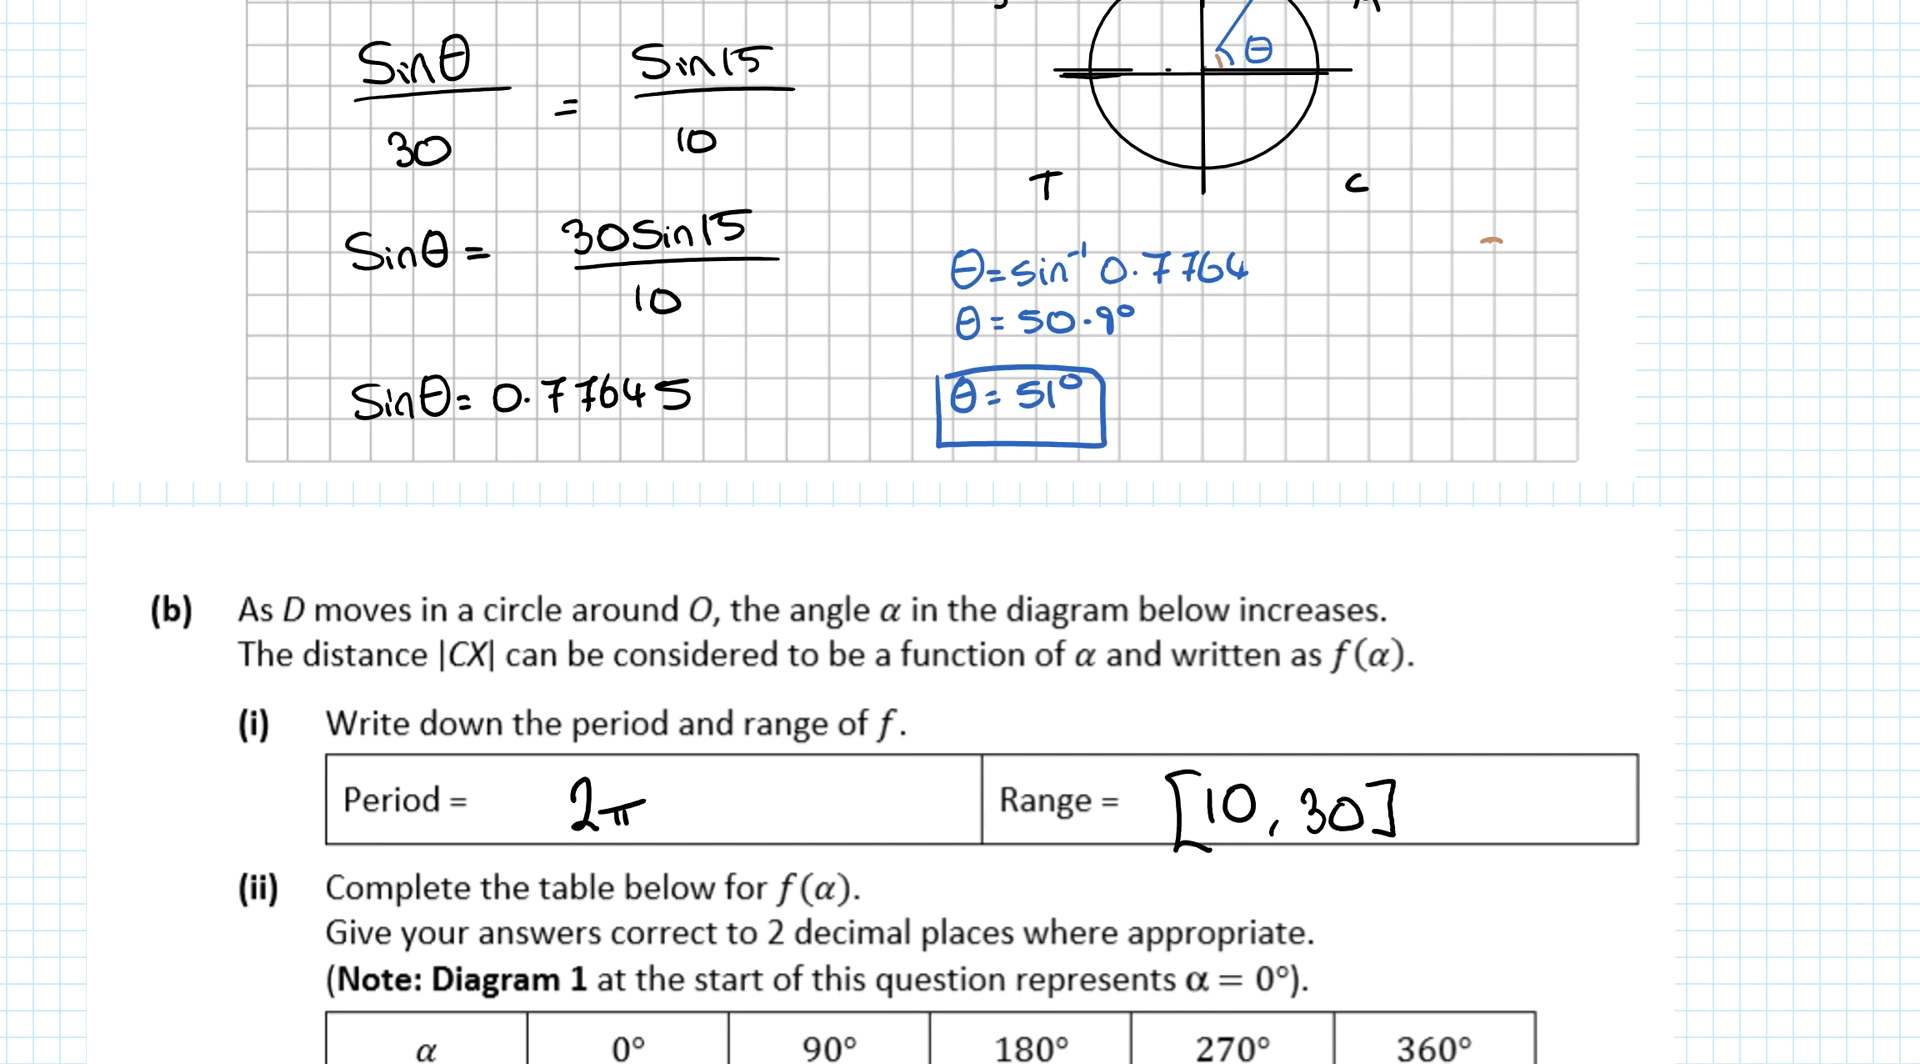 Sinθ/30 = Sin15/10
Sinθ = 30Sin15/10
Sinθ = 0.77645
θ
T C
θ = sin⁻¹ 0.7764
θ = 50.9°
θ = 51°
(b) As D moves in a circle around O, the angle α in the diagram below increases.
The distance |CX| can be considered to be a function of α and written as f(α).
(i) Write down the period and range of f.
Period = 2π Range = [10, 30]
(ii) Complete the table below for f(α).
Give your answers correct to 2 decimal places where appropriate.
(Note: Diagram 1 at the start of this question represents α = 0°).
α 0° 90° 180° 270° 360°